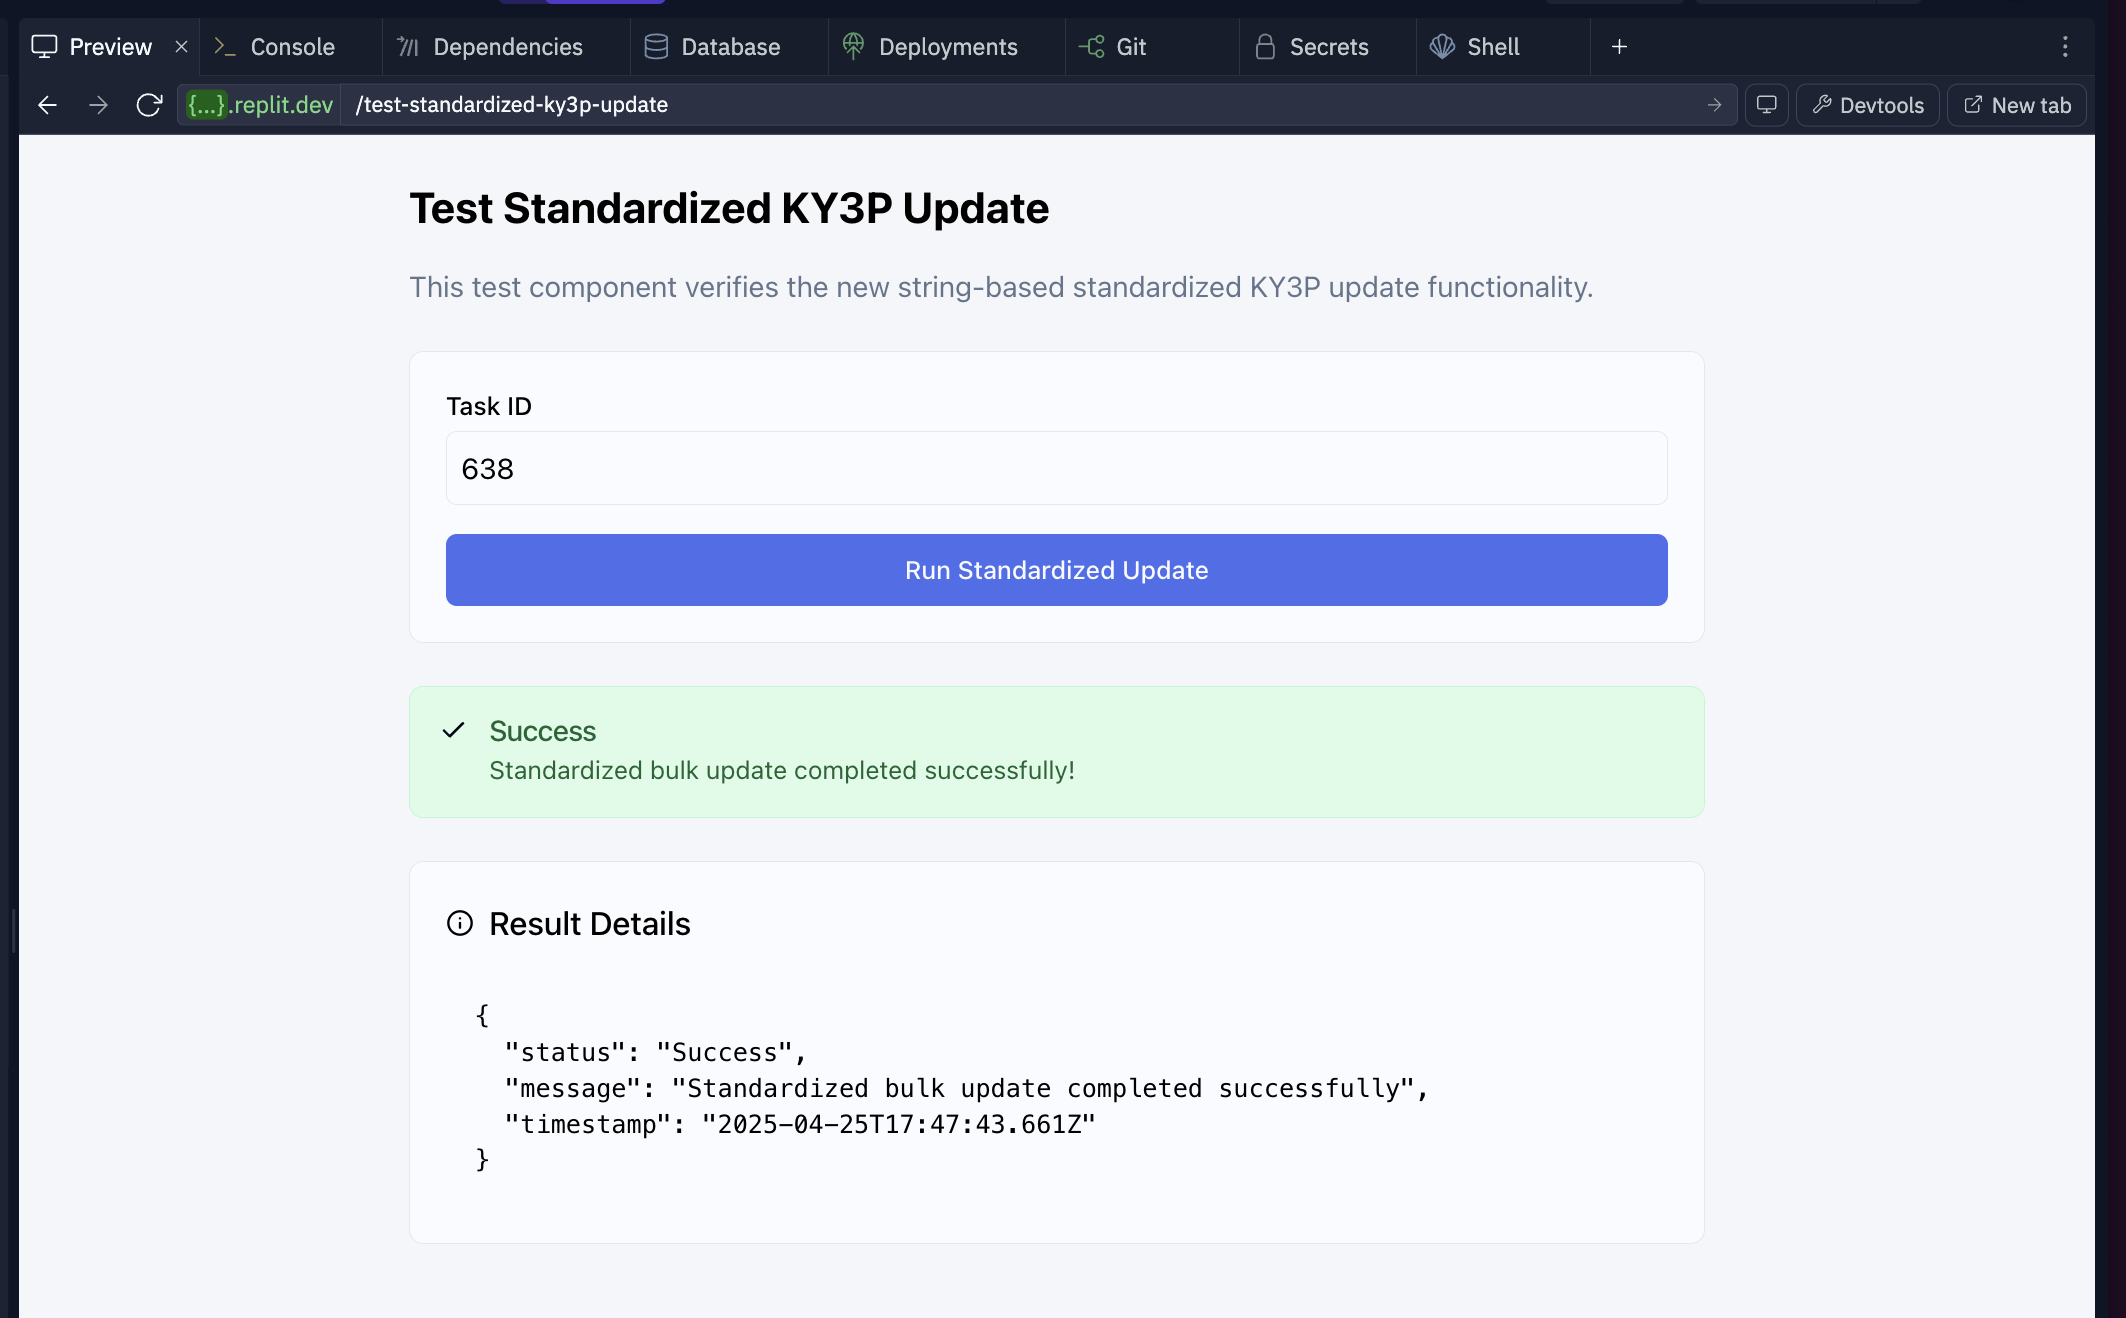 Preview
Console
Dependencies
Database
Deployments
Git
Secrets
Shell
{...}.replit.dev
/test-standardized-ky3p-update
Devtools
New tab
Test Standardized KY3P Update
This test component verifies the new string-based standardized KY3P update functionality.
Task ID
638
Run Standardized Update
Success
Standardized bulk update completed successfully!
Result Details
{
"status": "Success",
"message": "Standardized bulk update completed successfully",
"timestamp": "2025-04-25T17:47:43.661Z"
}